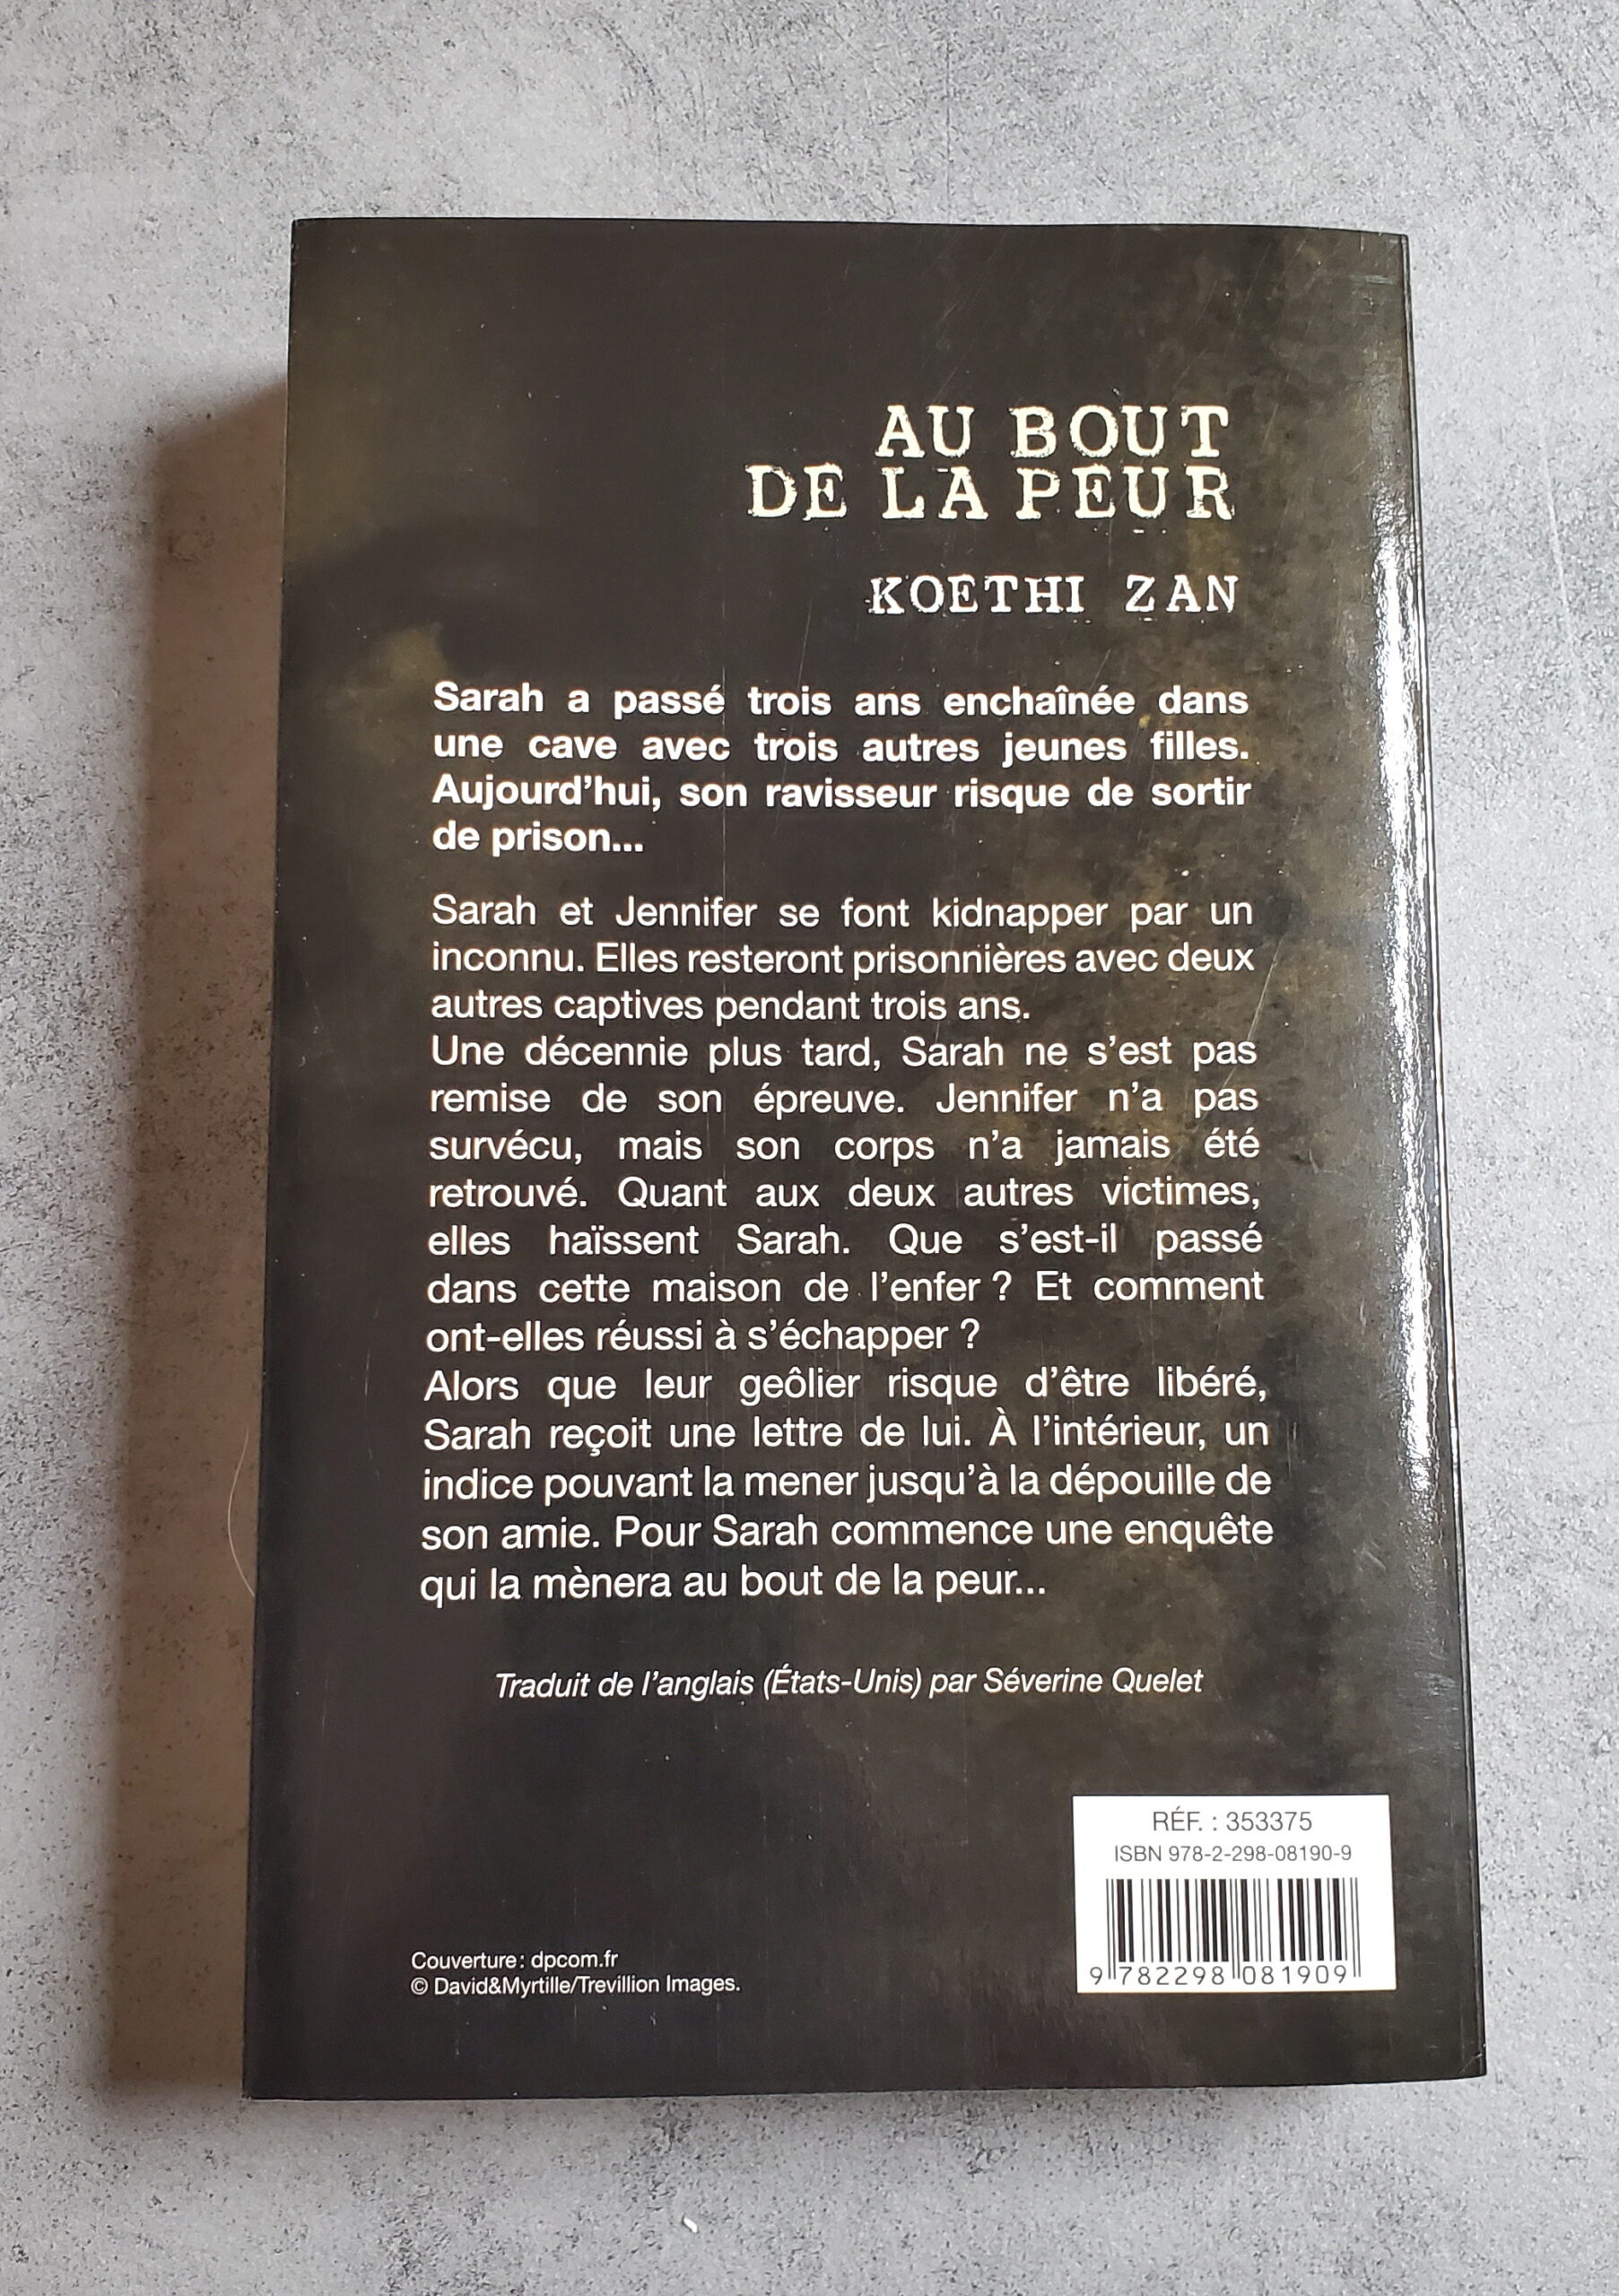 AU BOUT
DE LA PEUR
KOETHI ZAN
Sarah a passé trois ans enchaînée dans
une cave avec trois autres jeunes filles.
Aujourd'hui, son ravisseur risque de sortir
de prison...
Sarah et Jennifer se font kidnapper par un
inconnu. Elles resteront prisonnières avec deux
autres captives pendant trois ans.
Une décennie plus tard, Sarah ne s'est pas
remise de son épreuve. Jennifer n'a pas
survécu, mais son corps n'a jamais été
retrouvé. Quant aux deux autres victimes,
elles haïssent Sarah. Que s'est-il passé
dans cette maison de l'enfer ? Et comment
ont-elles réussi à s'échapper ?
Alors que leur geôlier risque d'être libéré,
Sarah reçoit une lettre de lui. À l'intérieur, un
indice pouvant la mener jusqu'à la dépouille de
son amie. Pour Sarah commence une enquête
qui la mènera au bout de la peur...
Traduit de l'anglais (États-Unis) par Séverine Quelet
RÉF. : 353375
ISBN 978-2-298-08190-9
9 782298 081909
Couverture : dpcom.fr
© David&Myrtille/Trevillion Images.